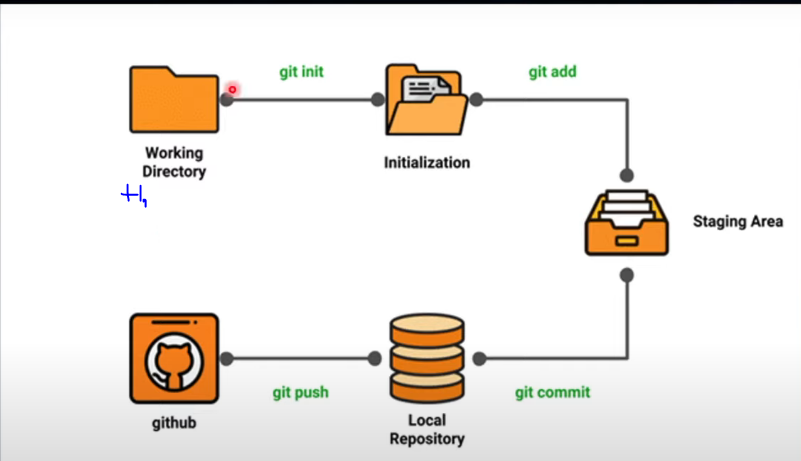 git init
git add
Working
Directory
Initialization
Staging Area
git push
git commit
github
Local
Repository